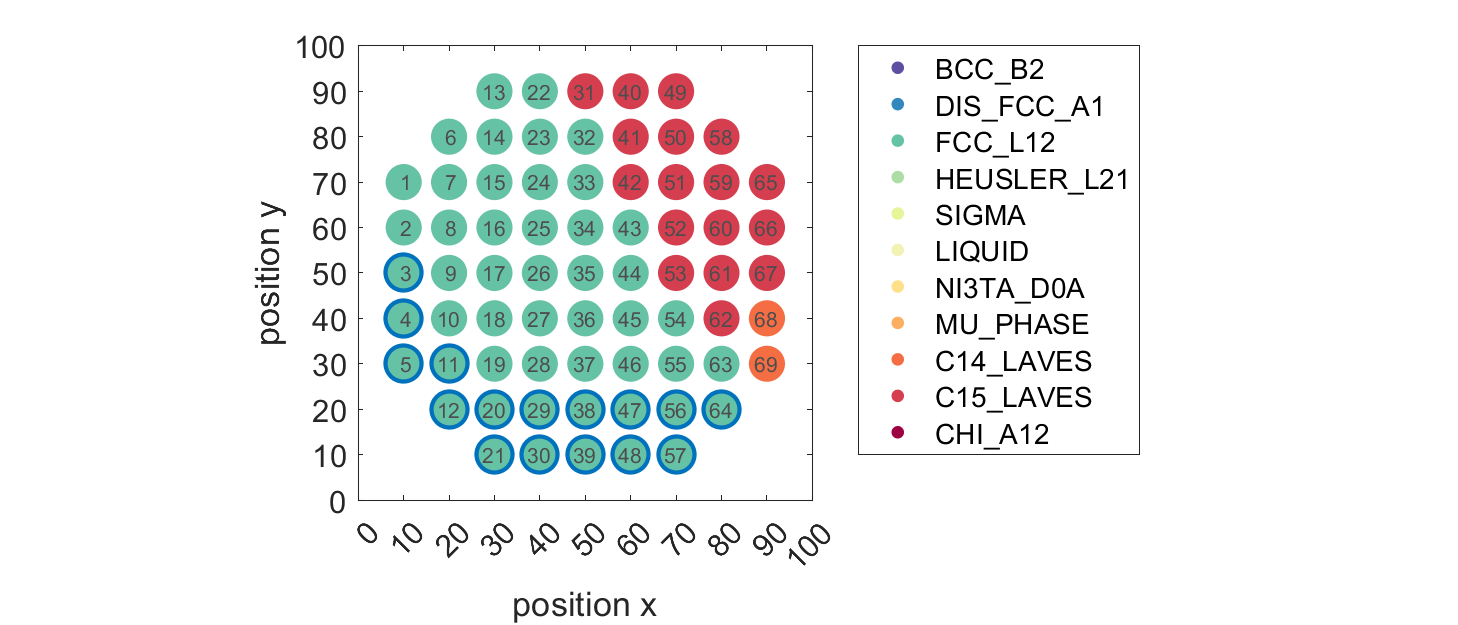 100
90
80
70
60
50
40
30
20
10
0
position y
13 22 31 40 49
6 14 23 32 41 50 58
1 7 15 24 33 42 51 59 65
2 8 16 25 34 43 52 60 66
3 9 17 26 35 44 53 61 67
4 10 18 27 36 45 54 62 68
5 11 19 28 37 46 55 63 69
12 20 29 38 47 56 64
21 30 39 48 57
0 10 20 30 40 50 60 70 80 90 100
position x
BCC_B2
DIS_FCC_A1
FCC_L12
HEUSLER_L21
SIGMA
LIQUID
NI3TA_D0A
MU_PHASE
C14_LAVES
C15_LAVES
CHI_A12